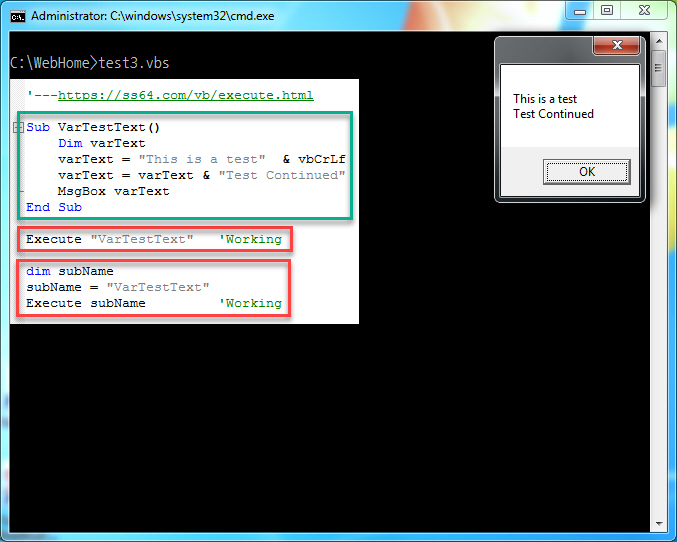 Administrator: C:\windows\system32\cmd.exe
C:\WebHome>test3.vbs
'---https://ss64.com/vb/execute.html
Sub VarTestText()
Dim varText
varText = "This is a test"  & vbCrLf
varText = varText & "Test Continued"
MsgBox varText
End Sub
Execute "VarTestText"   'Working
dim subName
subName = "VarTestText"
Execute subName         'Working
This is a test
Test Continued
OK